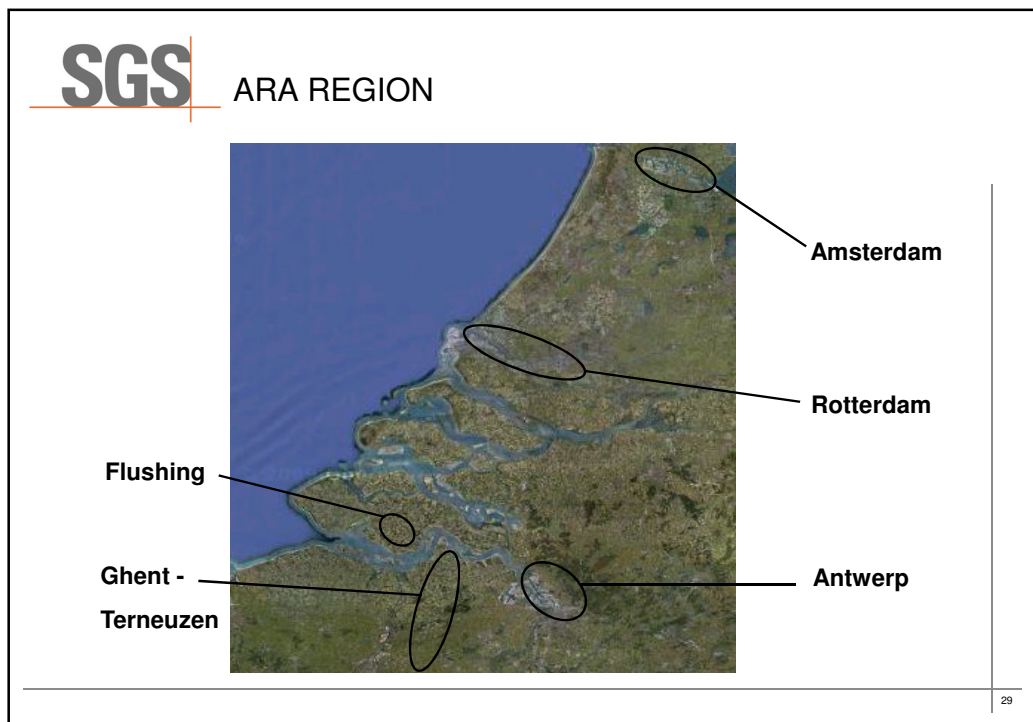 SGS
ARA REGION
Amsterdam
Rotterdam
Flushing
Ghent -
Terneuzen
Antwerp
29